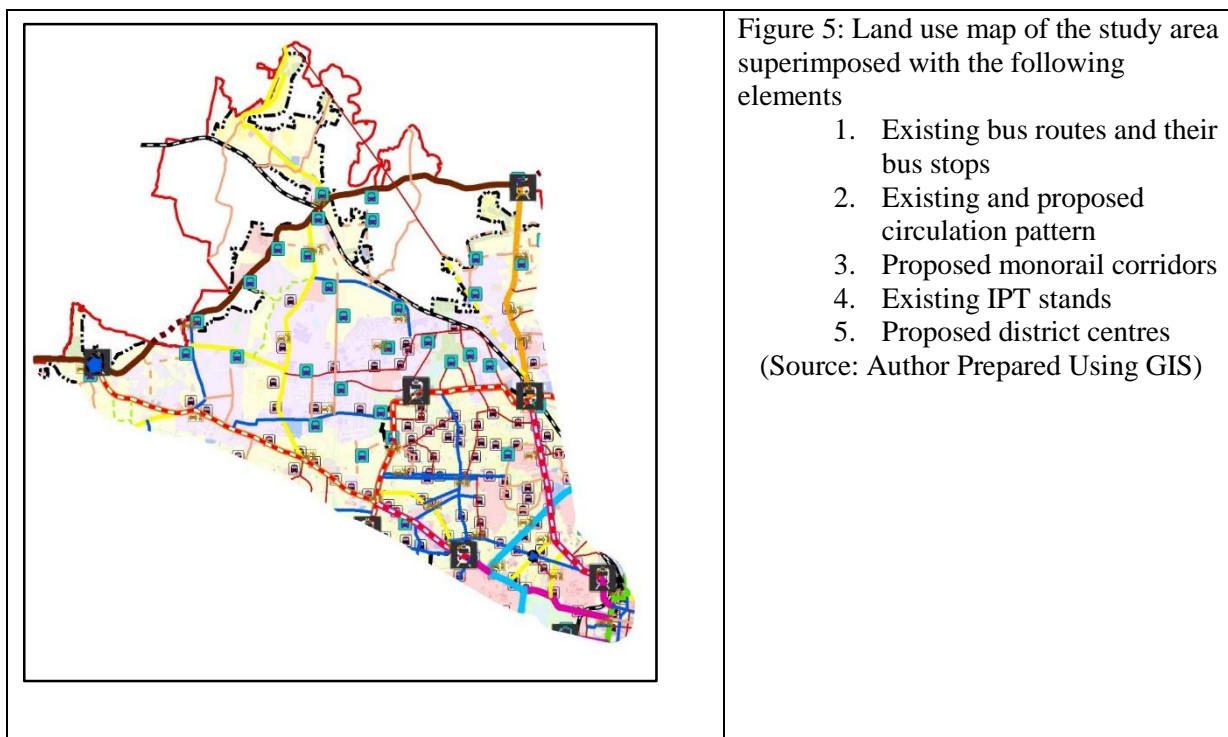 Figure 5: Land use map of the study area
superimposed with the following
elements
1. Existing bus routes and their
bus stops
2. Existing and proposed
circulation pattern
3. Proposed monorail corridors
4. Existing IPT stands
5. Proposed district centres
(Source: Author Prepared Using GIS)